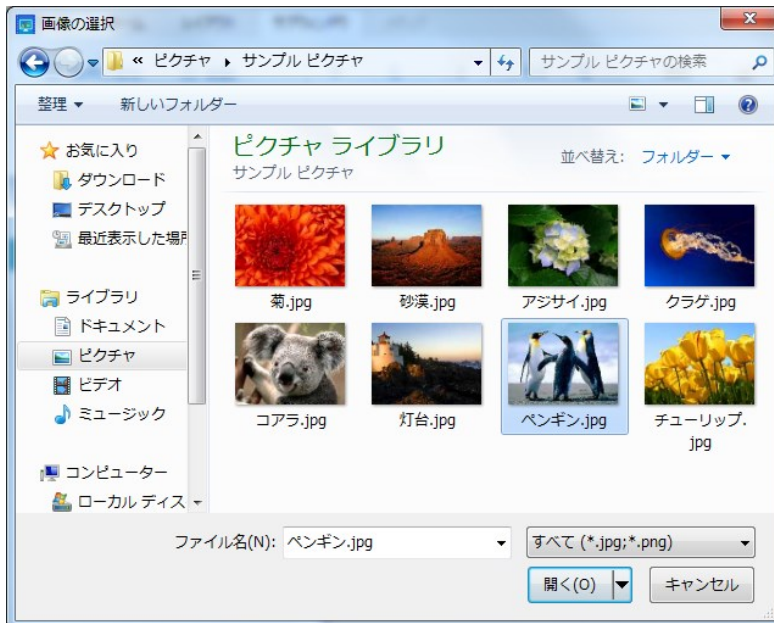 画像の選択
« ピクチャ ▸ サンプル ピクチャ
サンプル ピクチャの検索
整理 ▼ 新しいフォルダー
お気に入り
ダウンロード
デスクトップ
最近表示した場所
ライブラリ
ドキュメント
ピクチャ
ビデオ
ミュージック
コンピューター
ローカル ディス
ピクチャ ライブラリ
サンプル ピクチャ
並べ替え: フォルダー ▼
菊.jpg
砂漠.jpg
アジサイ.jpg
クラゲ.jpg
コアラ.jpg
灯台.jpg
ペンギン.jpg
チューリップ.
jpg
ファイル名(N): ペンギン.jpg
すべて (*.jpg;*.png)
開く(O)
キャンセル